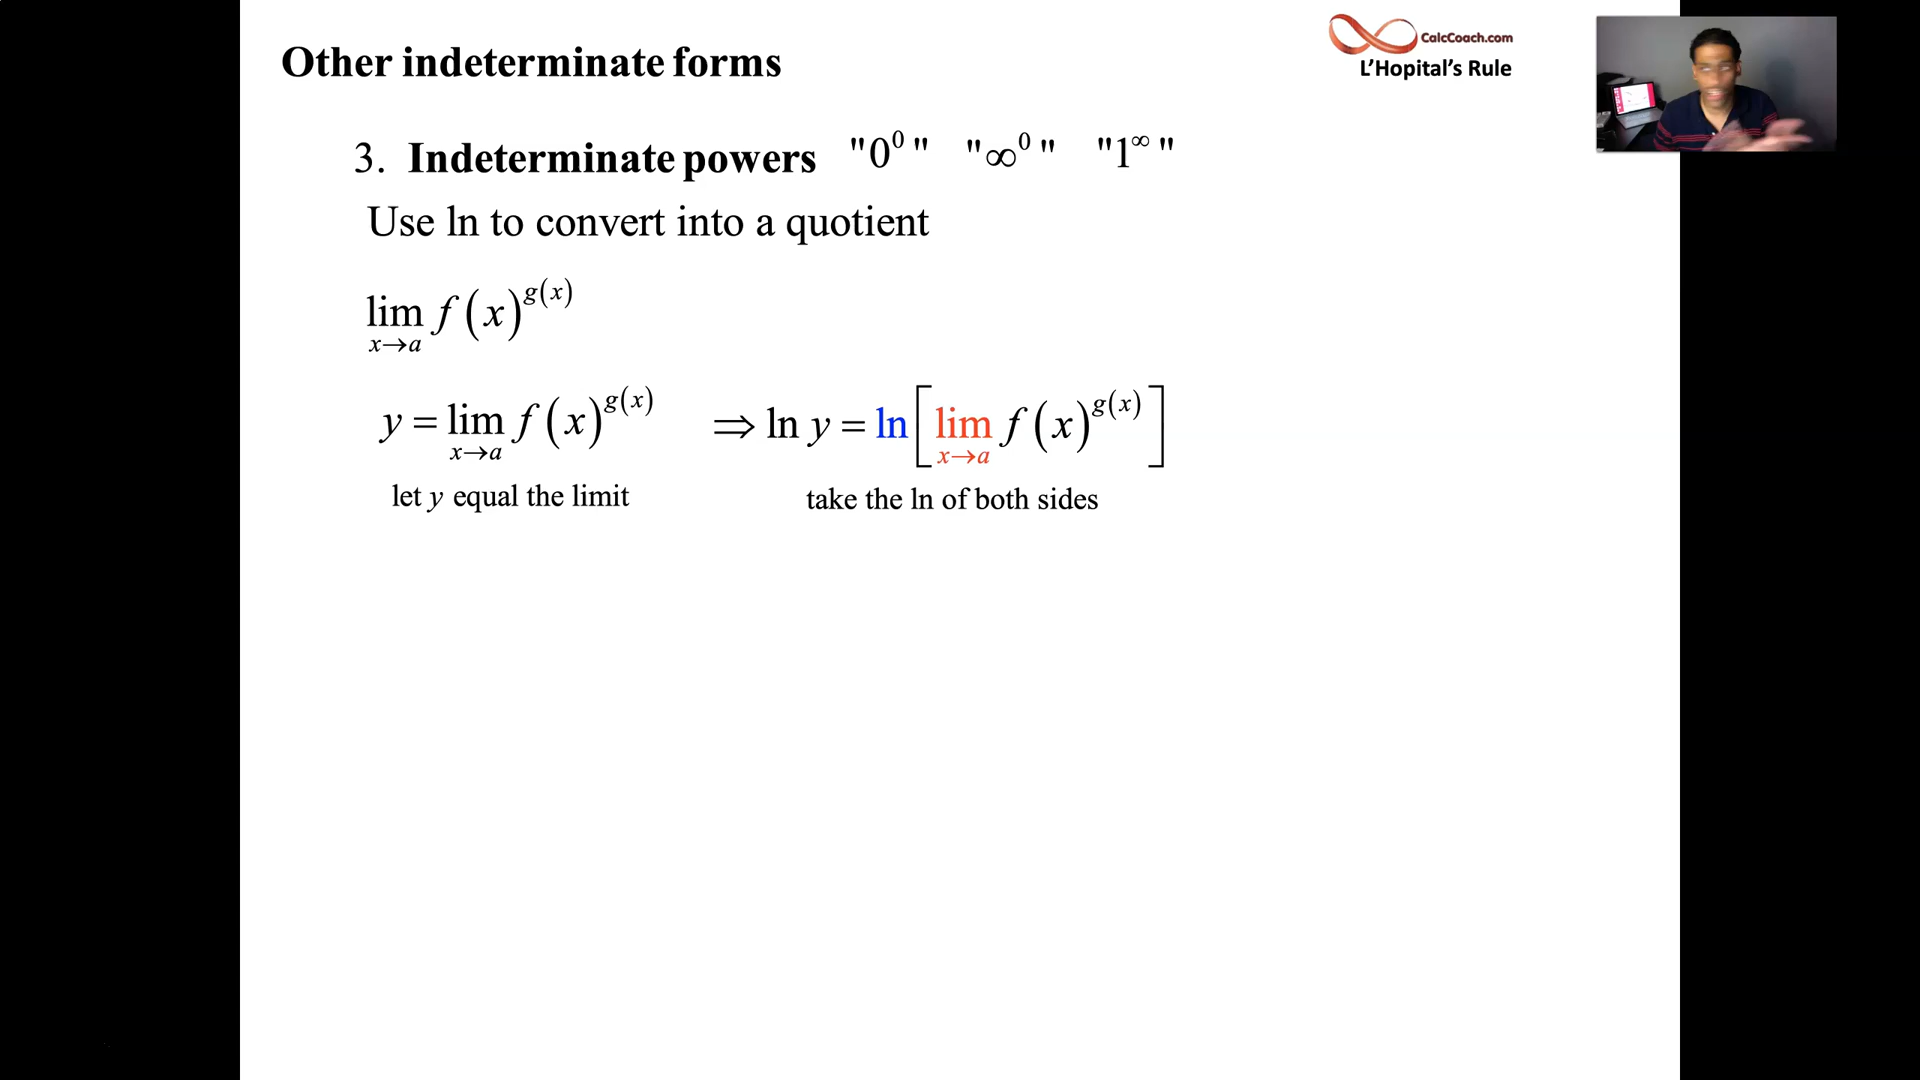 Other indeterminate forms
CalcCoach.com
L’Hopital’s Rule
3. Indeterminate powers "0⁰" "∞⁰" "1^∞"
Use ln to convert into a quotient
lim x→a f(x)^g(x)
y = lim x→a f(x)^g(x) ⇒ ln y = ln[lim x→a f(x)^g(x)]
let y equal the limit take the ln of both sides